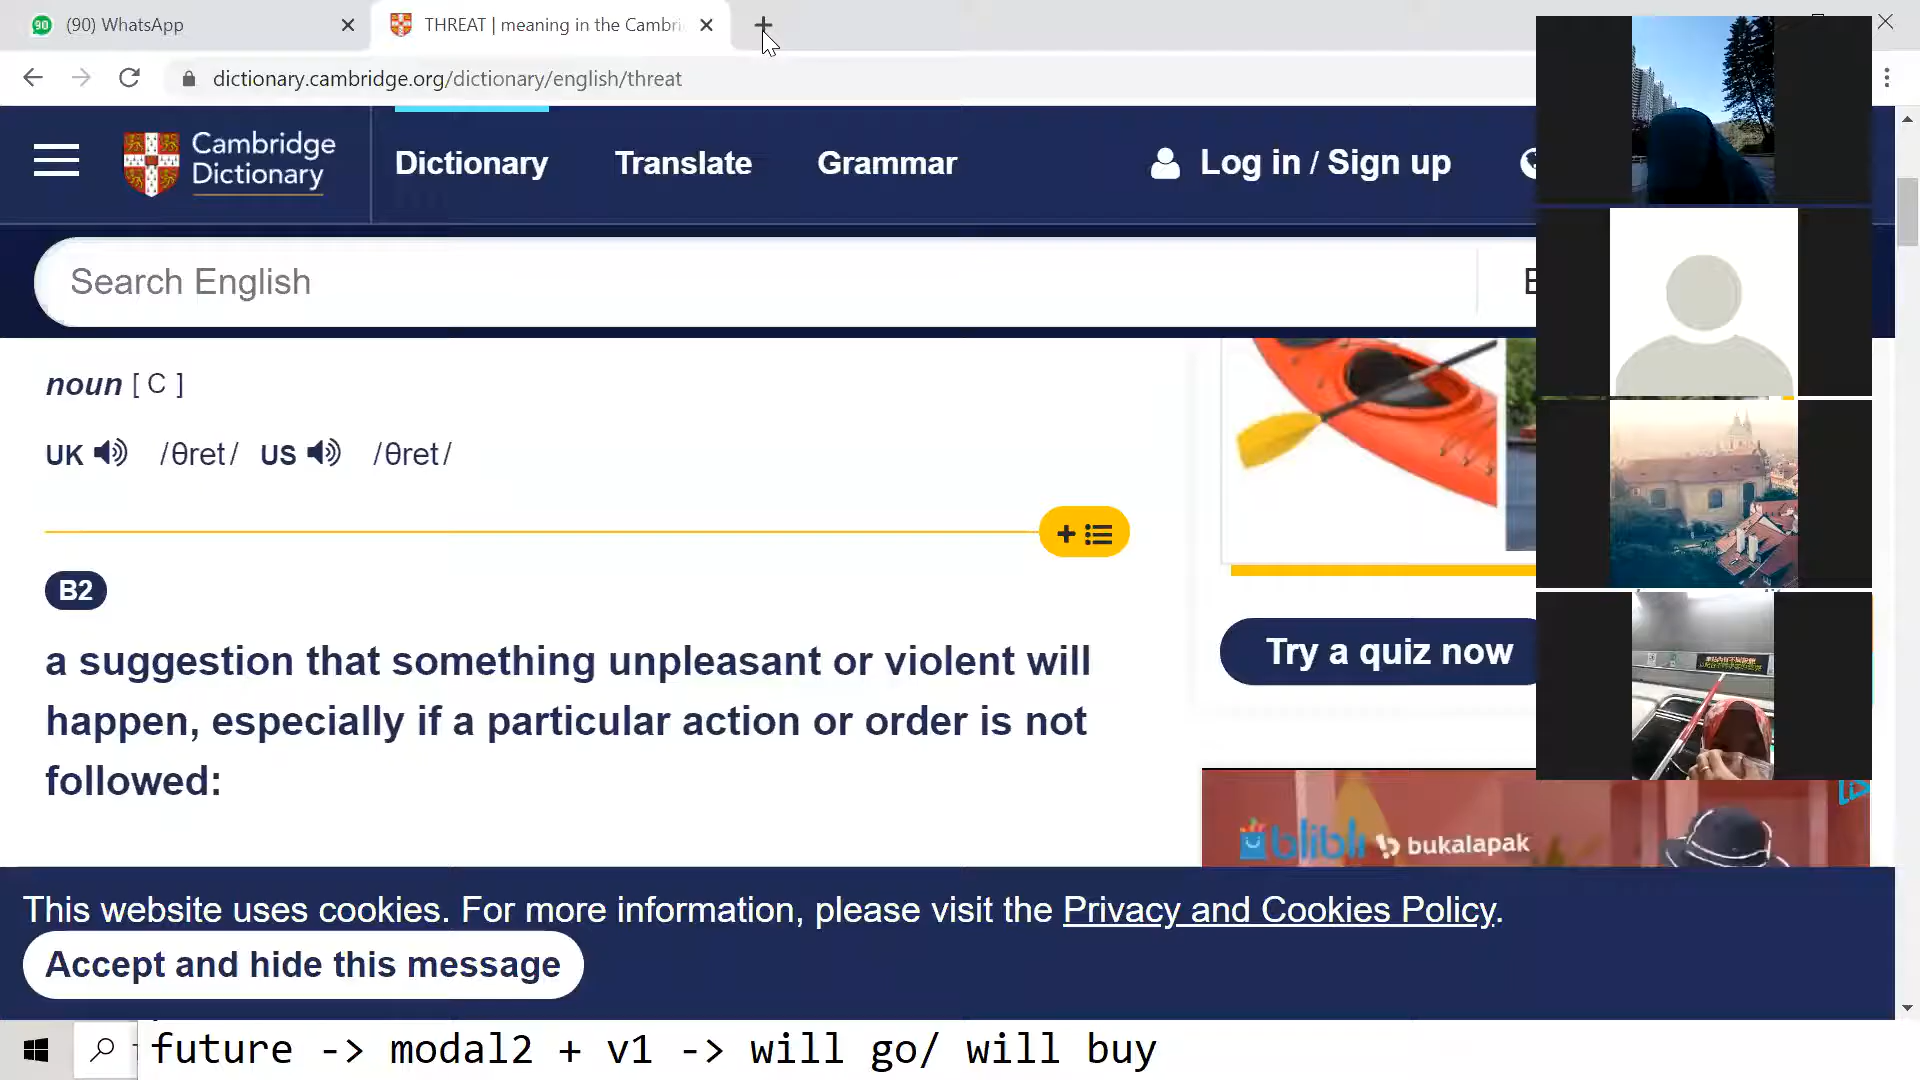 90
(90) WhatsApp
THREAT | meaning in the Cambri
dictionary.cambridge.org/dictionary/english/threat
Cambridge
Dictionary
Dictionary
Translate
Grammar
Log in / Sign up
Search English
noun [ C ]
UK /θret/ US /θret/
B2
a suggestion that something unpleasant or violent will
happen, especially if a particular action or order is not
followed:
Try a quiz now
blibli
bukalapak
This website uses cookies. For more information, please visit the Privacy and Cookies Policy.
Accept and hide this message
future -> modal2 + v1 -> will go/ will buy